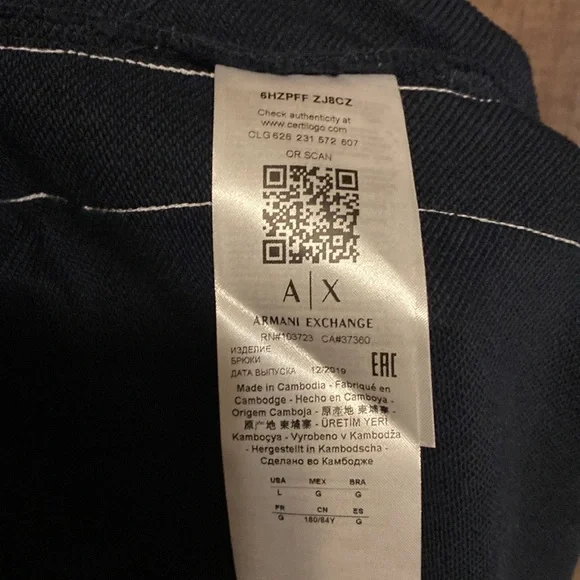 6HZPFF ZJ8CZ
Check authenticity at
www.certilogo.com
CLG 626 231 572 607
OR SCAN
A|X
ARMANI EXCHANGE
RN#103723 CA#37360
ИЗДЕЛИЕ
БРЮКИ
ДАТА ВЫПУСКА 12/2019
EAC
Made in Cambodia - Fabriqué en
Cambodge - Hecho en Camboya -
Origem Camboja - 原產地 柬埔寨 -
原产地 柬埔寨 - ÜRETİM YERİ
Kamboçya - Vyrobeno v Kambodža
- Hergestellt in Kambodscha -
Сделано во Камбодже
USA MEX BRA
L G G
FR CN ES
G 180/84Y G